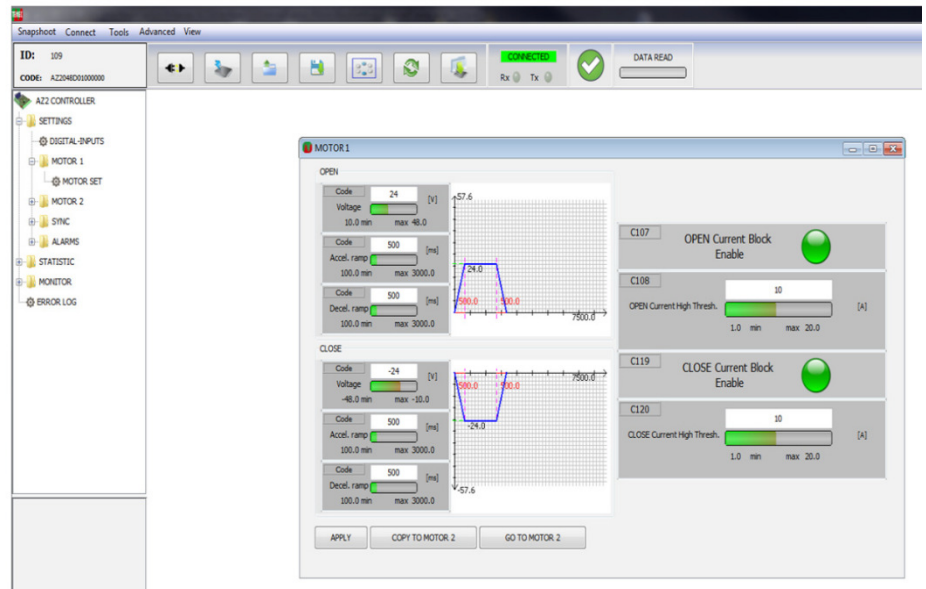 Snapshoot Connect Tools Advanced View
ID: 109
CODE: AZ2048D01000000
CONNECTED
Rx Tx
DATA READ
AZ2 CONTROLLER
SETTINGS
DIGITAL-INPUTS
MOTOR 1
MOTOR SET
MOTOR 2
SYNC
ALARMS
STATISTIC
MONITOR
ERROR LOG
MOTOR1
OPEN
Code 24 [V]
Voltage
10.0 min max 48.0
Code 500 [ms]
Accel. ramp
100.0 min max 3000.0
Code 500 [ms]
Decel. ramp
100.0 min max 3000.0
57.6
24.0
500.0 500.0
7500.0
CLOSE
Code -24 [V]
Voltage
-48.0 min max -10.0
Code 500 [ms]
Accel. ramp
100.0 min max 3000.0
Code 500 [ms]
Decel. ramp
100.0 min max 3000.0
500.0 500.0 7500.0
-24.0
-57.6
C107 OPEN Current Block
Enable
C108
10
OPEN Current High Thresh. [A]
1.0 min max 20.0
C119 CLOSE Current Block
Enable
C120
10
CLOSE Current High Thresh. [A]
1.0 min max 20.0
APPLY COPY TO MOTOR 2 GO TO MOTOR 2